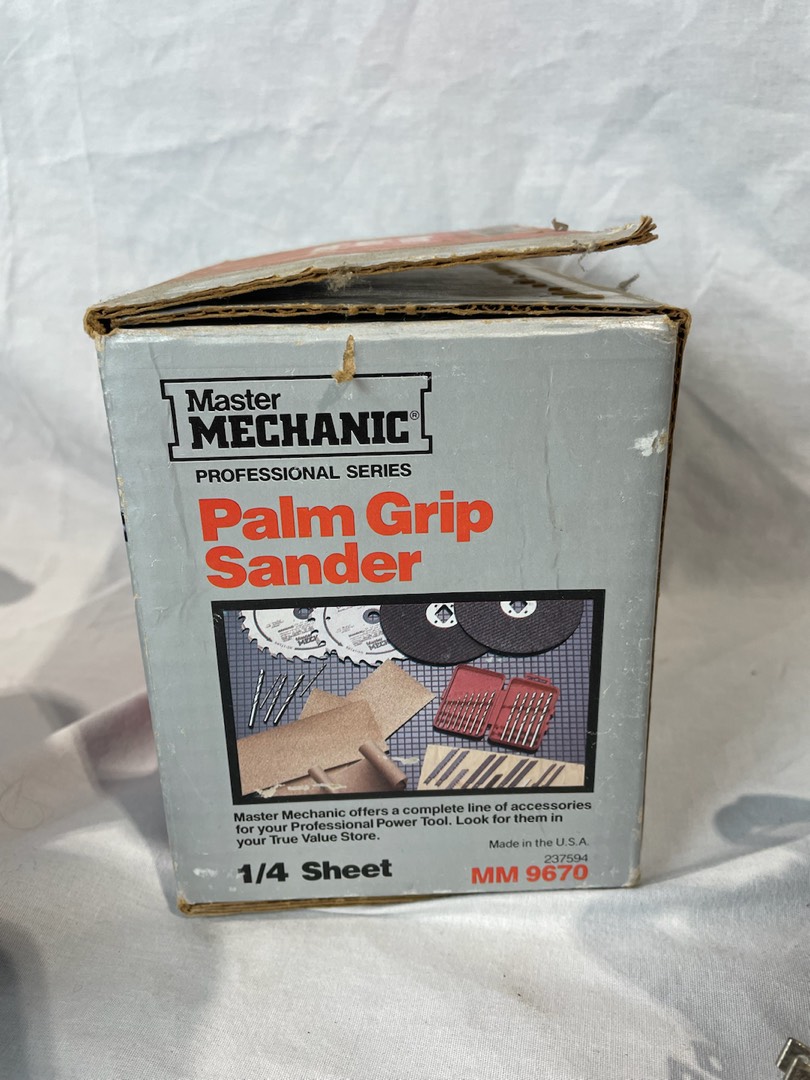 Master
MECHANIC®
PROFESSIONAL SERIES
Palm Grip
Sander
Master Mechanic offers a complete line of accessories
for your Professional Power Tool. Look for them in
your True Value Store.
Made in the U.S.A.
237594
1/4 Sheet
MM 9670